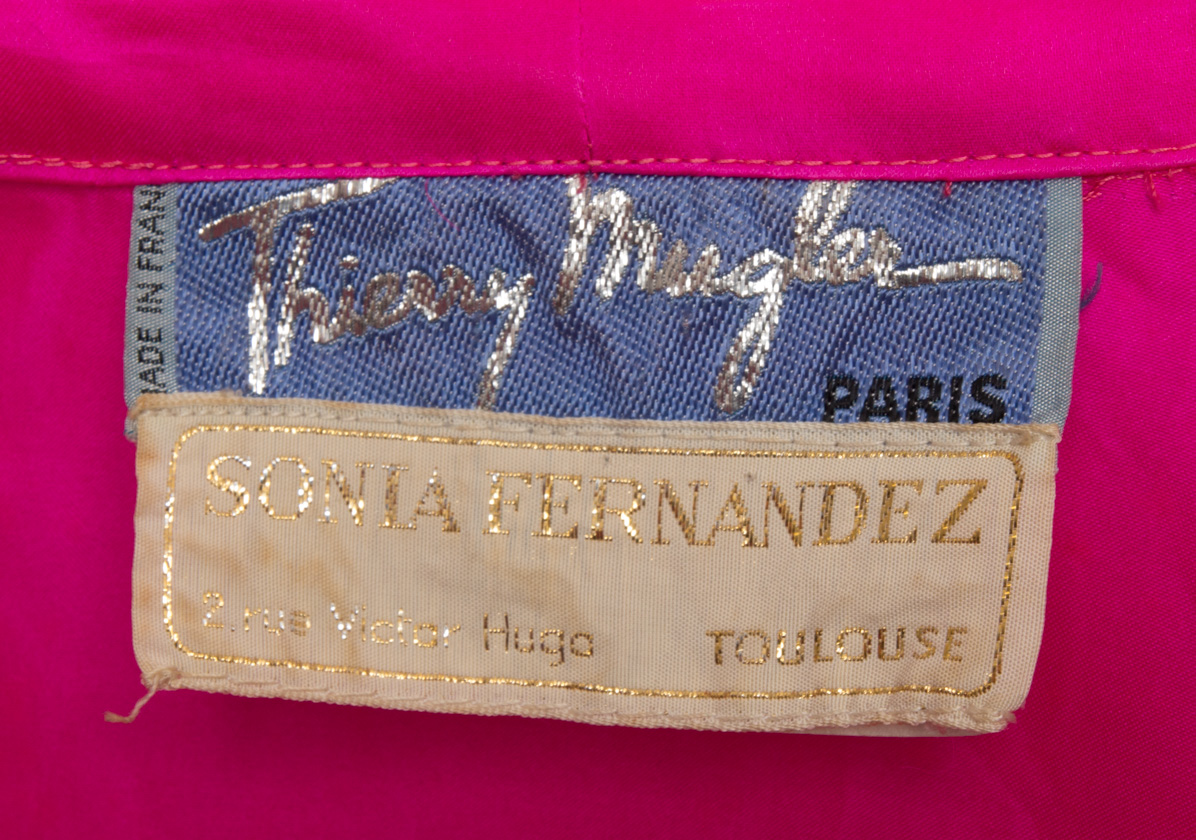 MADE IN FRAN
Thierry Mugler
PARIS
SONIA FERNANDEZ
2, rue Victor Hugo TOULOUSE